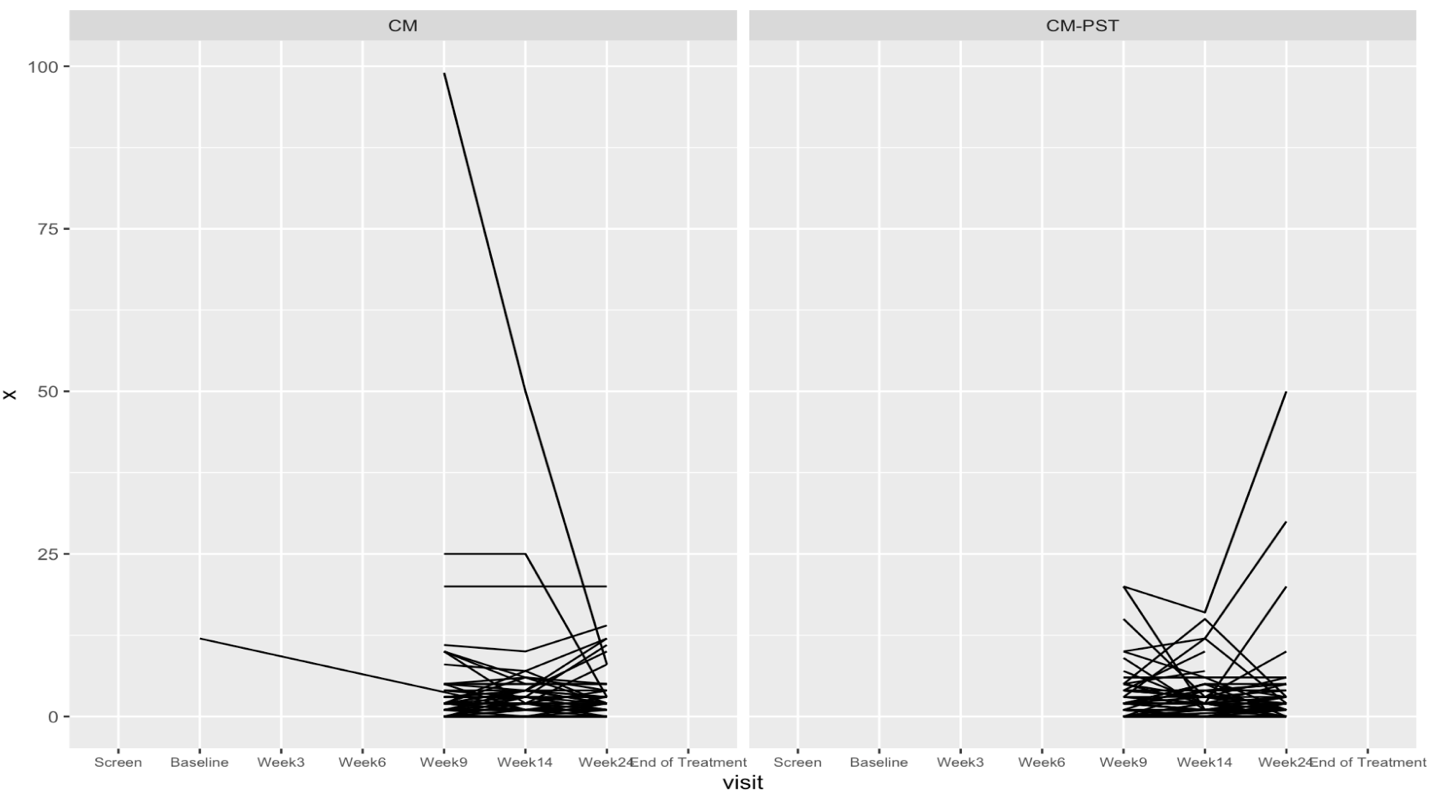 CM CM-PST
100
75
50
25
0
x
Screen Baseline Week3 Week6 Week9 Week14 Week24 End of Treatment Screen Baseline Week3 Week6 Week9 Week14 Week24 End of Treatment
visit